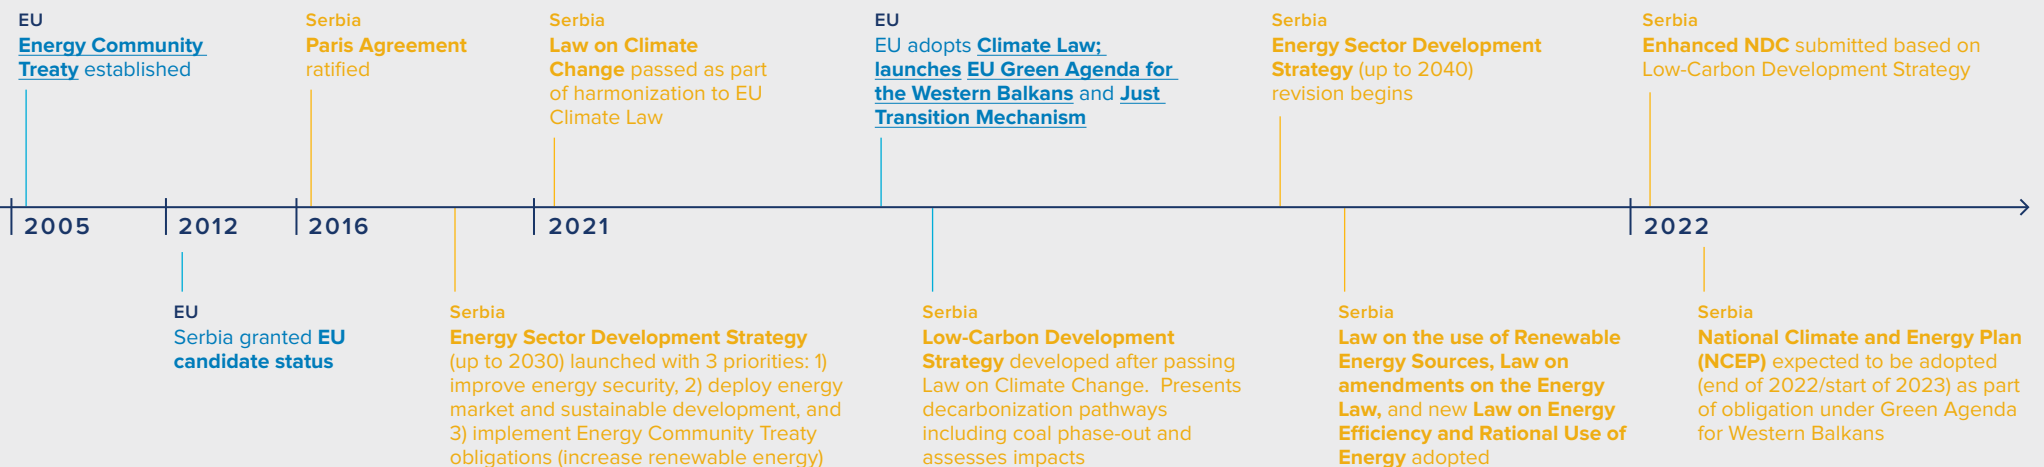 EU
Energy Community
Treaty established
Serbia
Paris Agreement
ratified
Serbia
Law on Climate
Change passed as part
of harmonization to EU
Climate Law
EU
EU adopts Climate Law;
launches EU Green Agenda for
the Western Balkans and Just
Transition Mechanism
Serbia
Energy Sector Development
Strategy (up to 2040)
revision begins
Serbia
Enhanced NDC submitted based on
Low-Carbon Development Strategy
2005
2012
2016
2021
2022
EU
Serbia granted EU
candidate status
Serbia
Energy Sector Development Strategy
(up to 2030) launched with 3 priorities: 1)
improve energy security, 2) deploy energy
market and sustainable development, and
3) implement Energy Community Treaty
obligations (increase renewable energy)
Serbia
Low-Carbon Development
Strategy developed after passing
Law on Climate Change.  Presents
decarbonization pathways
including coal phase-out and
assesses impacts
Serbia
Law on the use of Renewable
Energy Sources, Law on
amendments on the Energy
Law, and new Law on Energy
Efficiency and Rational Use of
Energy adopted
Serbia
National Climate and Energy Plan
(NCEP) expected to be adopted
(end of 2022/start of 2023) as part
of obligation under Green Agenda
for Western Balkans